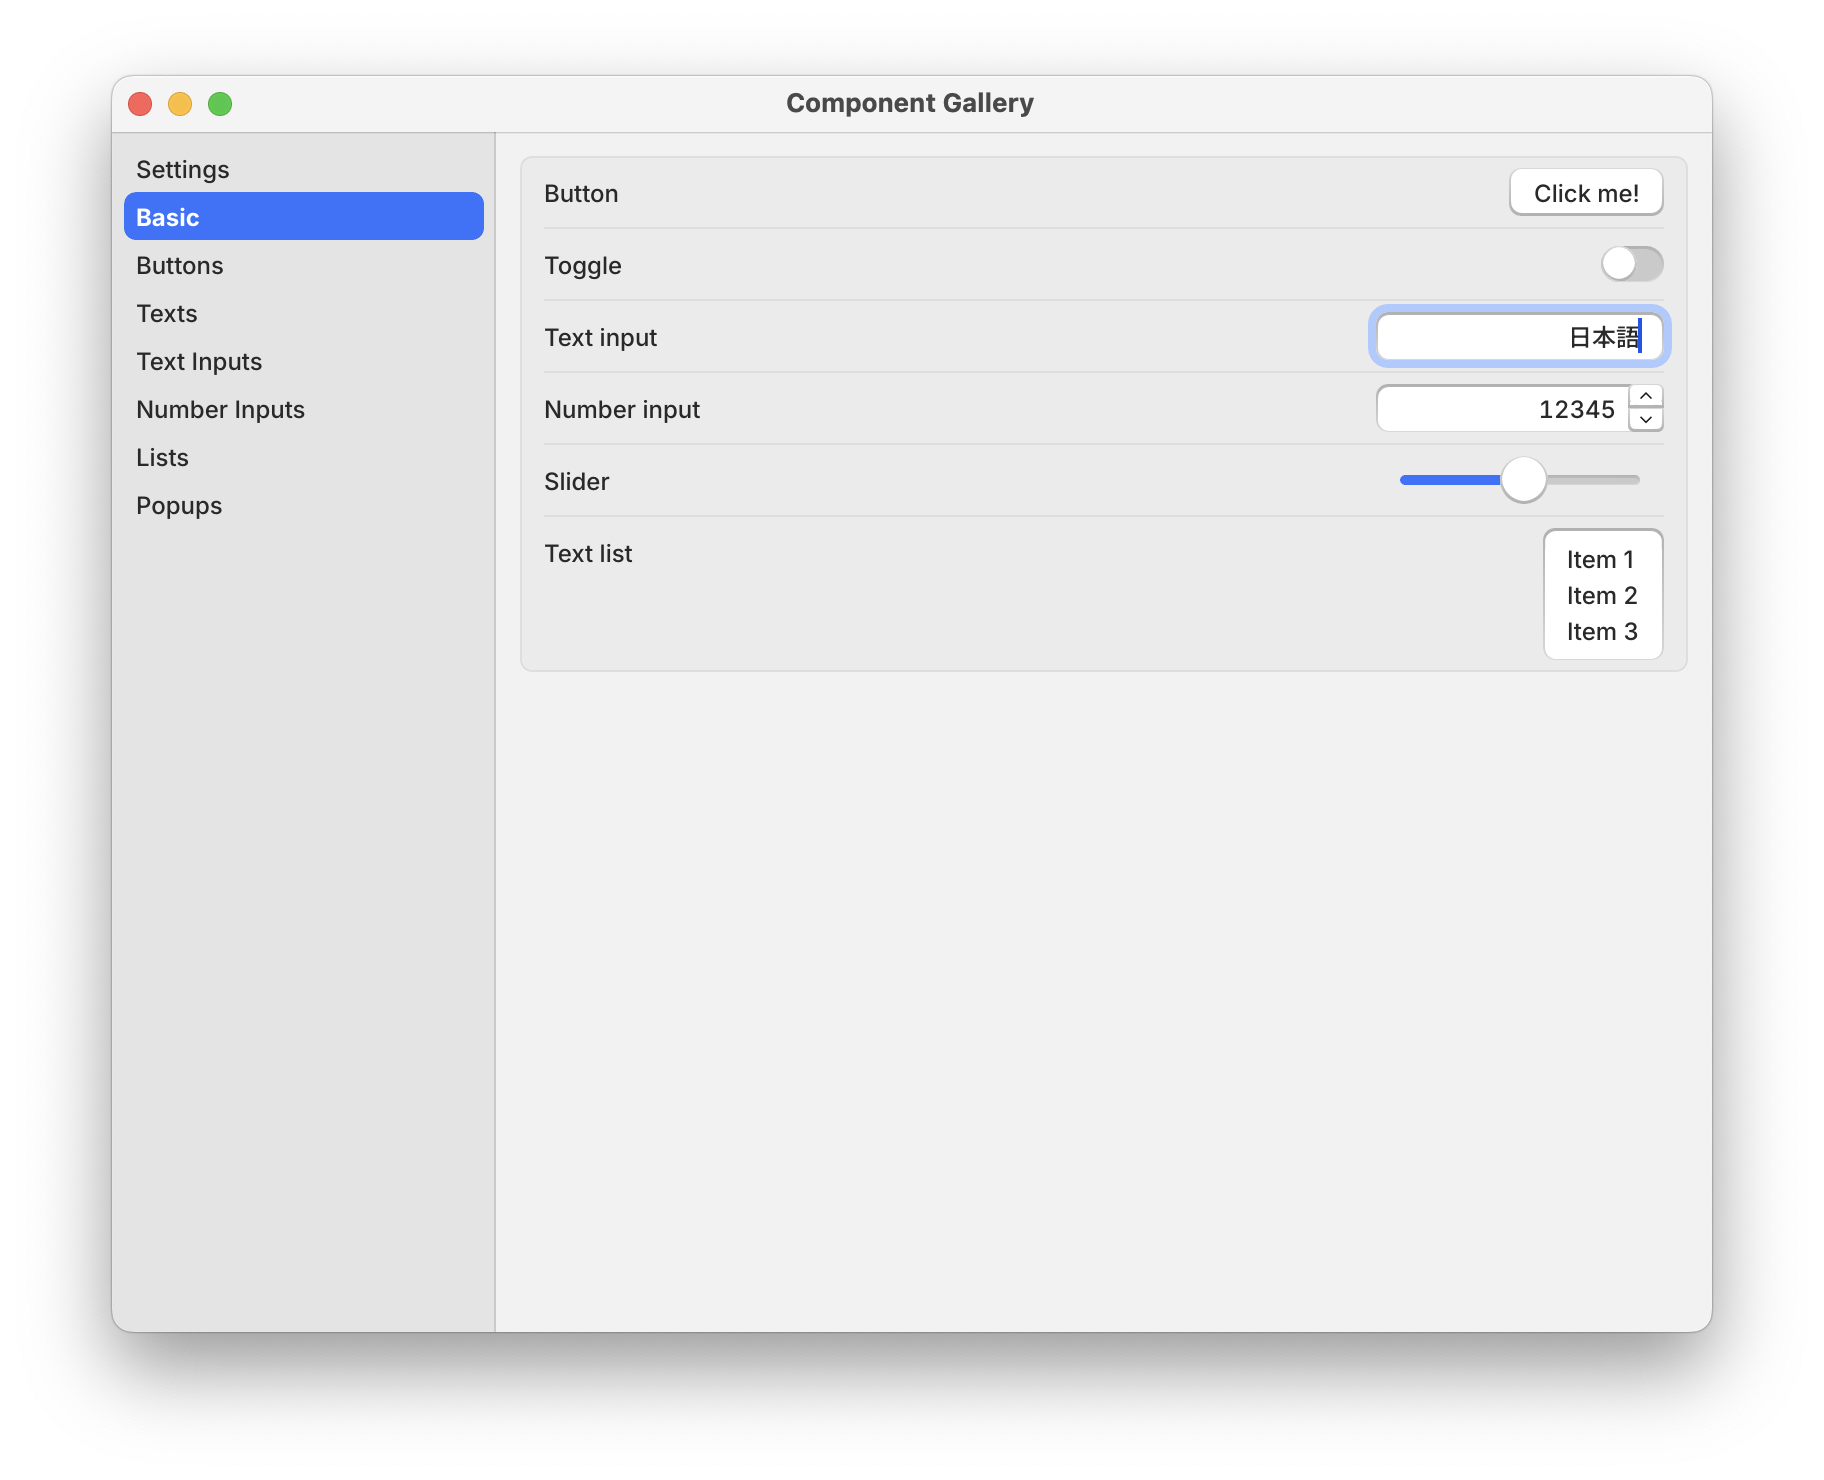 Component Gallery
Settings
Basic
Buttons
Texts
Text Inputs
Number Inputs
Lists
Popups
Button
Click me!
Toggle
Text input
日本語
Number input
12345
Slider
Text list
Item 1
Item 2
Item 3